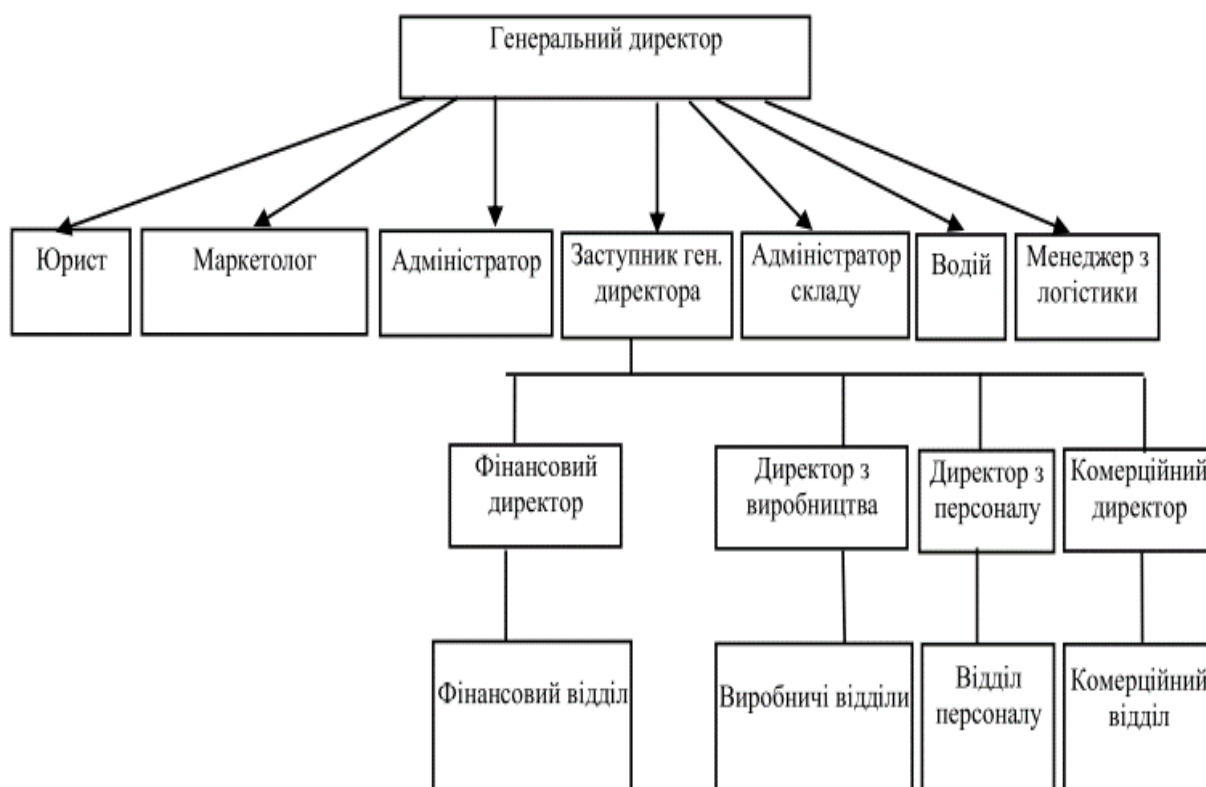 Генеральний директор
Юрист
Маркетолог
Адміністратор
Заступник ген.
директора
Адміністратор
складу
Водій
Менеджер з
логістики
Фінансовий
директор
Директор з
виробництва
Директор з
персоналу
Комерційний
директор
Фінансовий відділ
Виробничі відділи
Відділ
персоналу
Комерційний
відділ